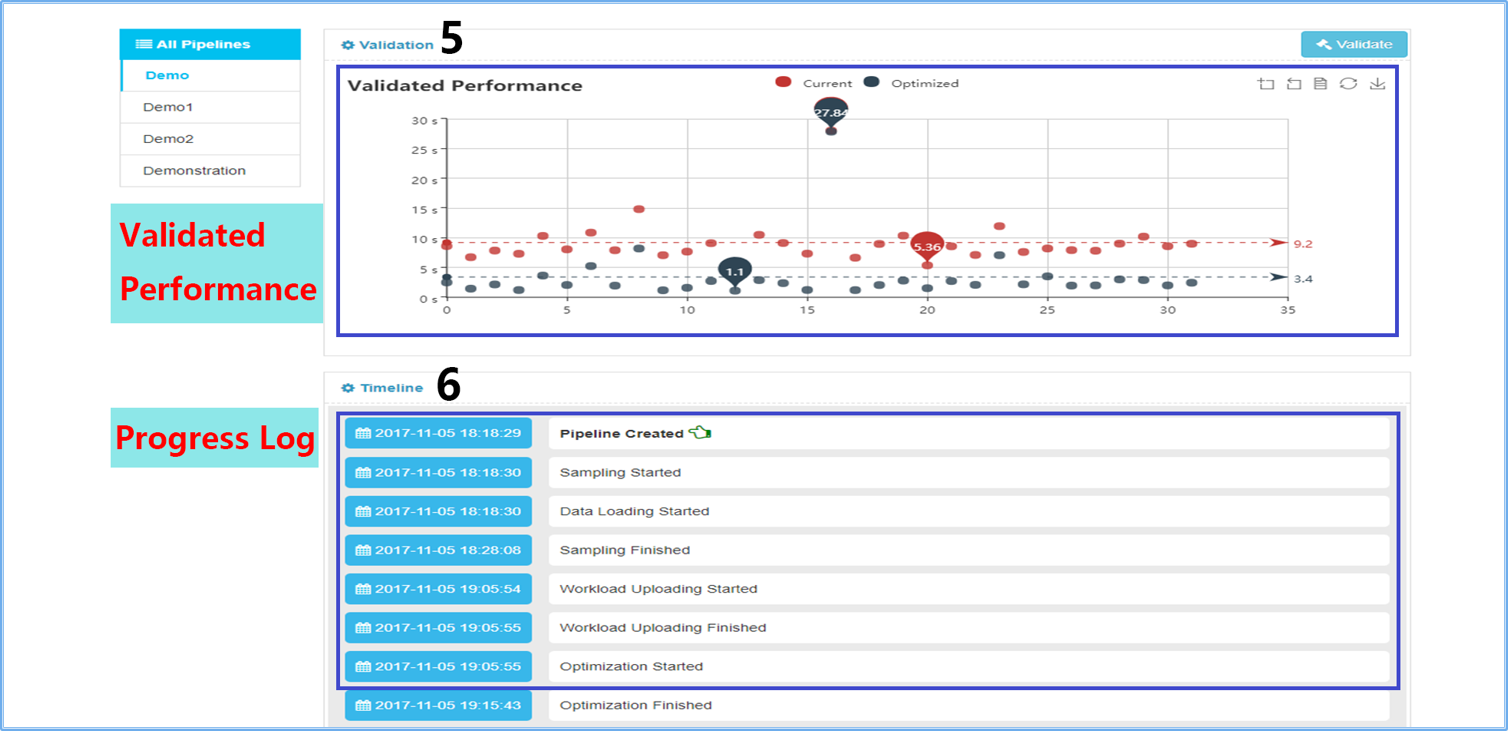 All Pipelines
Demo
Demo1
Demo2
Demonstration
Validated
Performance
Progress Log
Validation 5
Validate
Validated Performance
Current Optimized
27.84
30 s
25 s
20 s
15 s
10 s
5 s
0 s
5.36
1.1
9.2
3.4
0 5 10 15 20 25 30 35
Timeline 6
2017-11-05 18:18:29 Pipeline Created
2017-11-05 18:18:30 Sampling Started
2017-11-05 18:18:30 Data Loading Started
2017-11-05 18:28:08 Sampling Finished
2017-11-05 19:05:54 Workload Uploading Started
2017-11-05 19:05:55 Workload Uploading Finished
2017-11-05 19:05:55 Optimization Started
2017-11-05 19:15:43 Optimization Finished